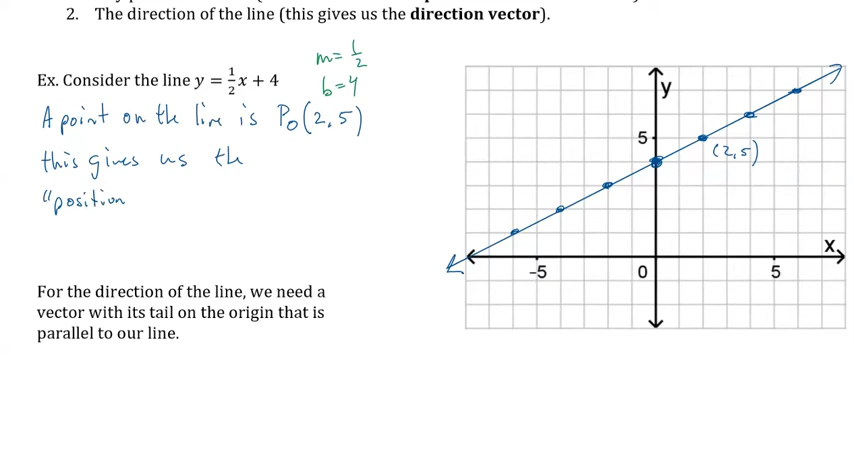 2. The direction of the line (this gives us the direction vector).
Ex. Consider the line y = 1/2 x + 4
m = 1/2
b = 4
A point on the line is P₀(2,5)
this gives us the
"position
For the direction of the line, we need a
vector with its tail on the origin that is
parallel to our line.
y
5
(2,5)
x
-5
0
5